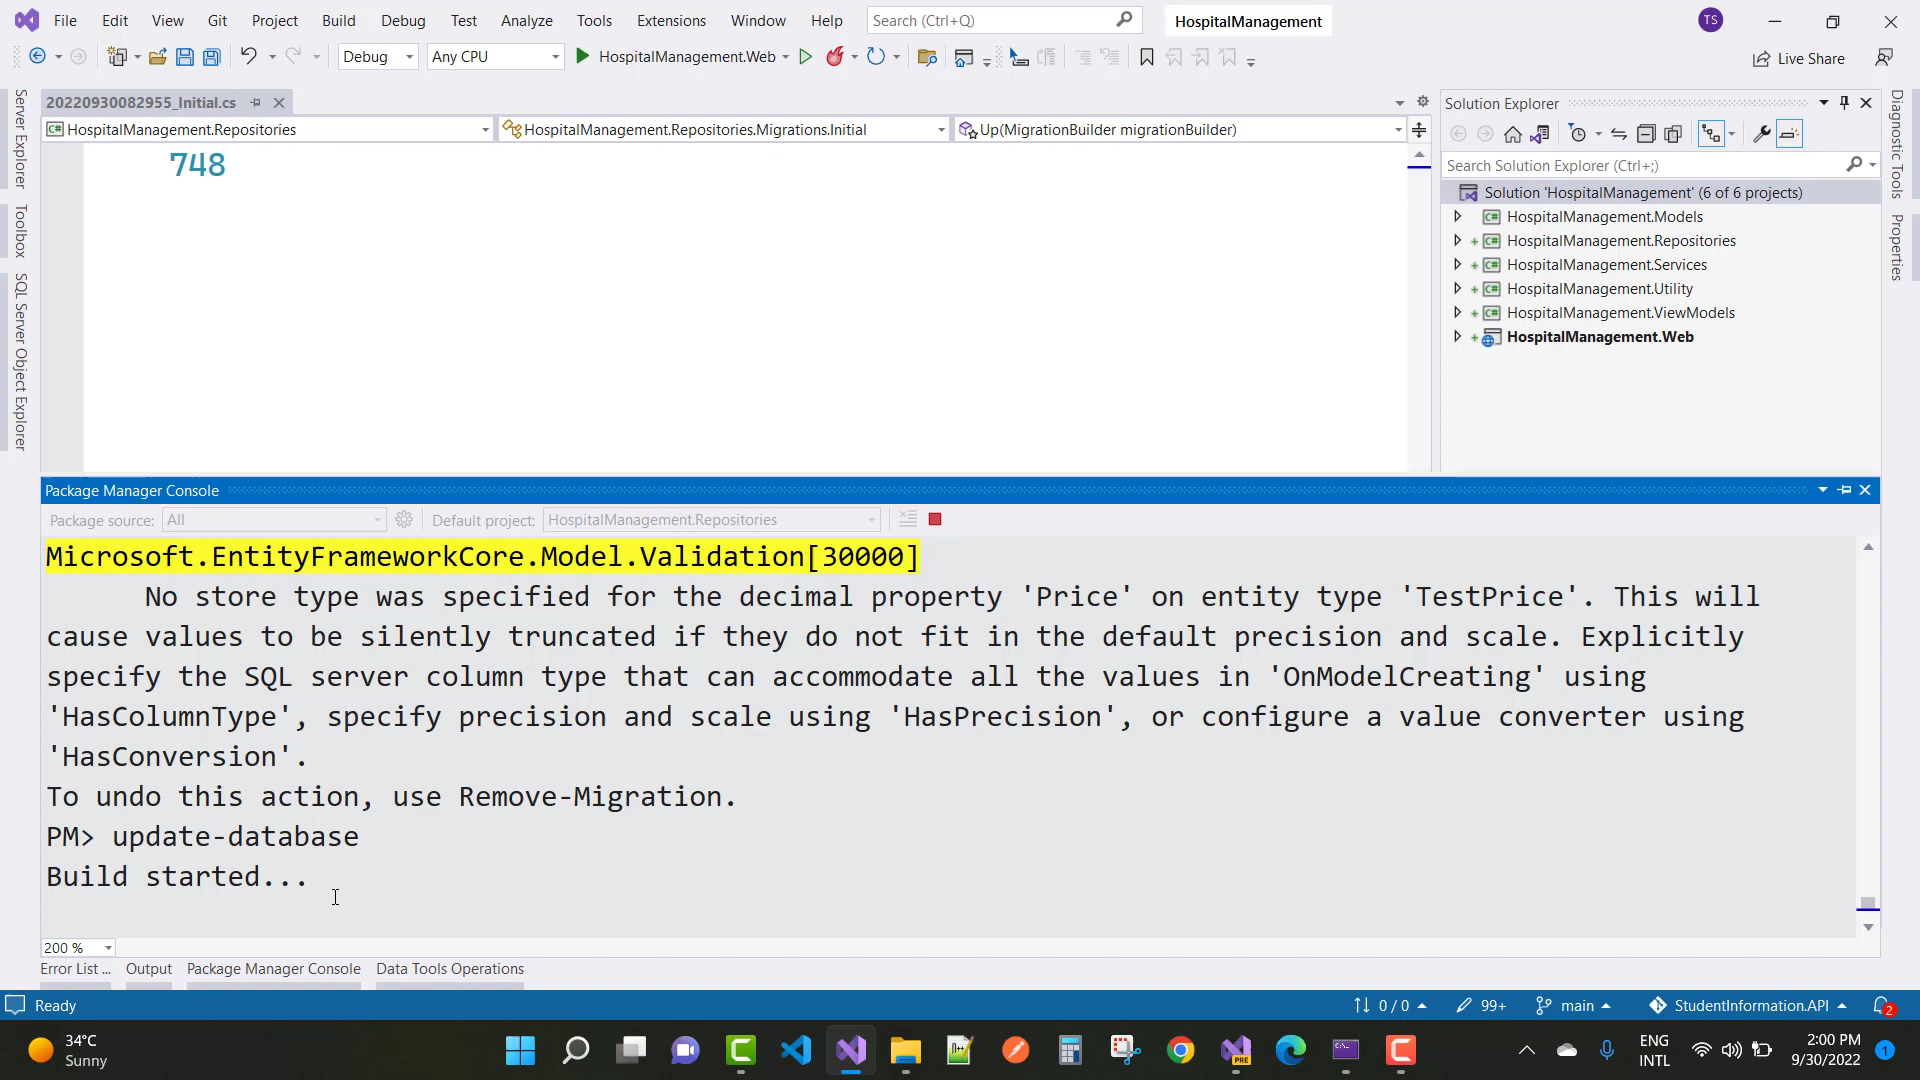 File Edit View Git Project Build Debug Test Analyze Tools Extensions Window Help Search (Ctrl+Q) HospitalManagement TS
Debug Any CPU HospitalManagement.Web Live Share
20220930082955_Initial.cs
HospitalManagement.Repositories HospitalManagement.Repositories.Migrations.Initial Up(MigrationBuilder migrationBuilder)
748
Server Explorer
Toolbox
SQL Server Object Explorer
Solution Explorer
Search Solution Explorer (Ctrl+;)
Solution 'HospitalManagement' (6 of 6 projects)
HospitalManagement.Models
HospitalManagement.Repositories
HospitalManagement.Services
HospitalManagement.Utility
HospitalManagement.ViewModels
HospitalManagement.Web
Diagnostic Tools
Properties
Package Manager Console
Package source: All Default project: HospitalManagement.Repositories
Microsoft.EntityFrameworkCore.Model.Validation[30000]
No store type was specified for the decimal property 'Price' on entity type 'TestPrice'. This will
cause values to be silently truncated if they do not fit in the default precision and scale. Explicitly
specify the SQL server column type that can accommodate all the values in 'OnModelCreating' using
'HasColumnType', specify precision and scale using 'HasPrecision', or configure a value converter using
'HasConversion'.
To undo this action, use Remove-Migration.
PM> update-database
Build started...
200 %
Error List ... Output Package Manager Console Data Tools Operations
Ready 0 / 0 99+ main StudentInformation.API 2
34°C
Sunny
PRE
ENG
INTL
2:00 PM
9/30/2022
1